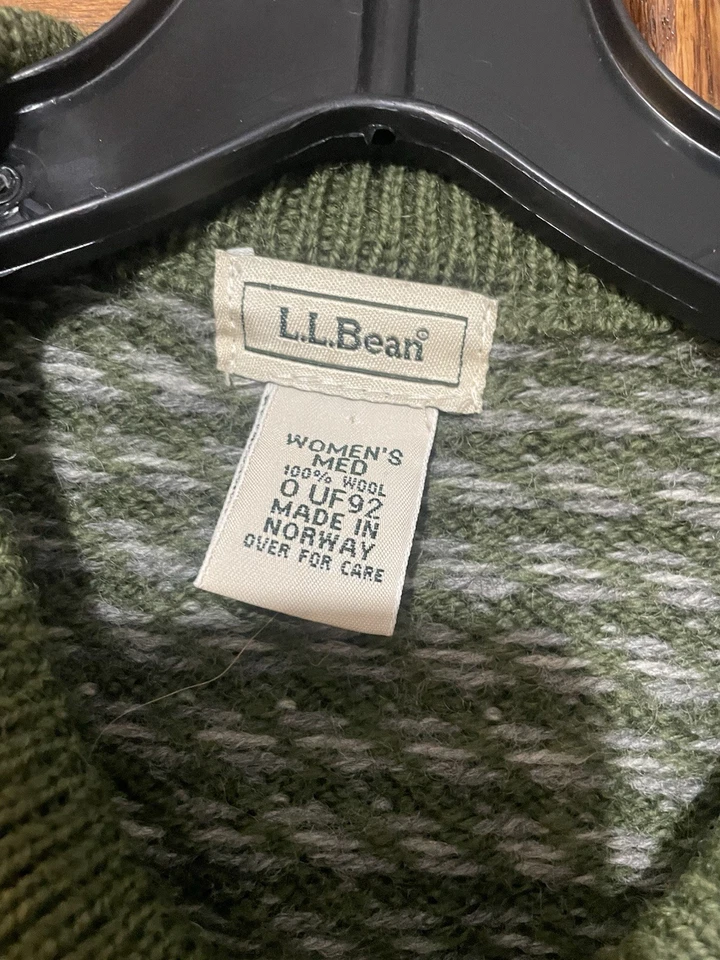 L.L.Bean©
WOMEN'S
MED
100% WOOL
0 UF92
MADE IN
NORWAY
OVER FOR CARE